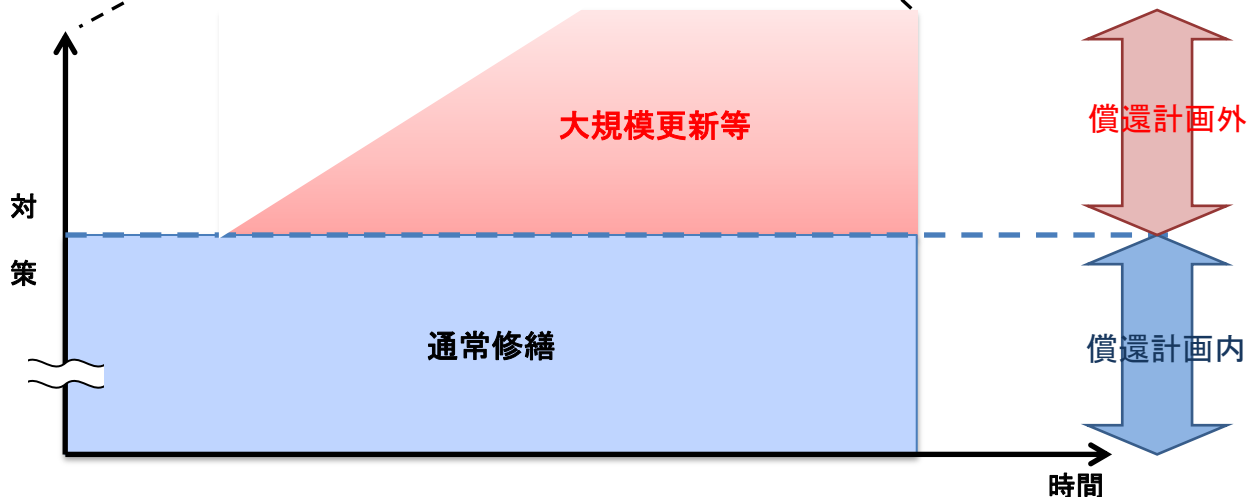 大規模更新等
償還計画外
対
策
通常修繕
償還計画内
時間